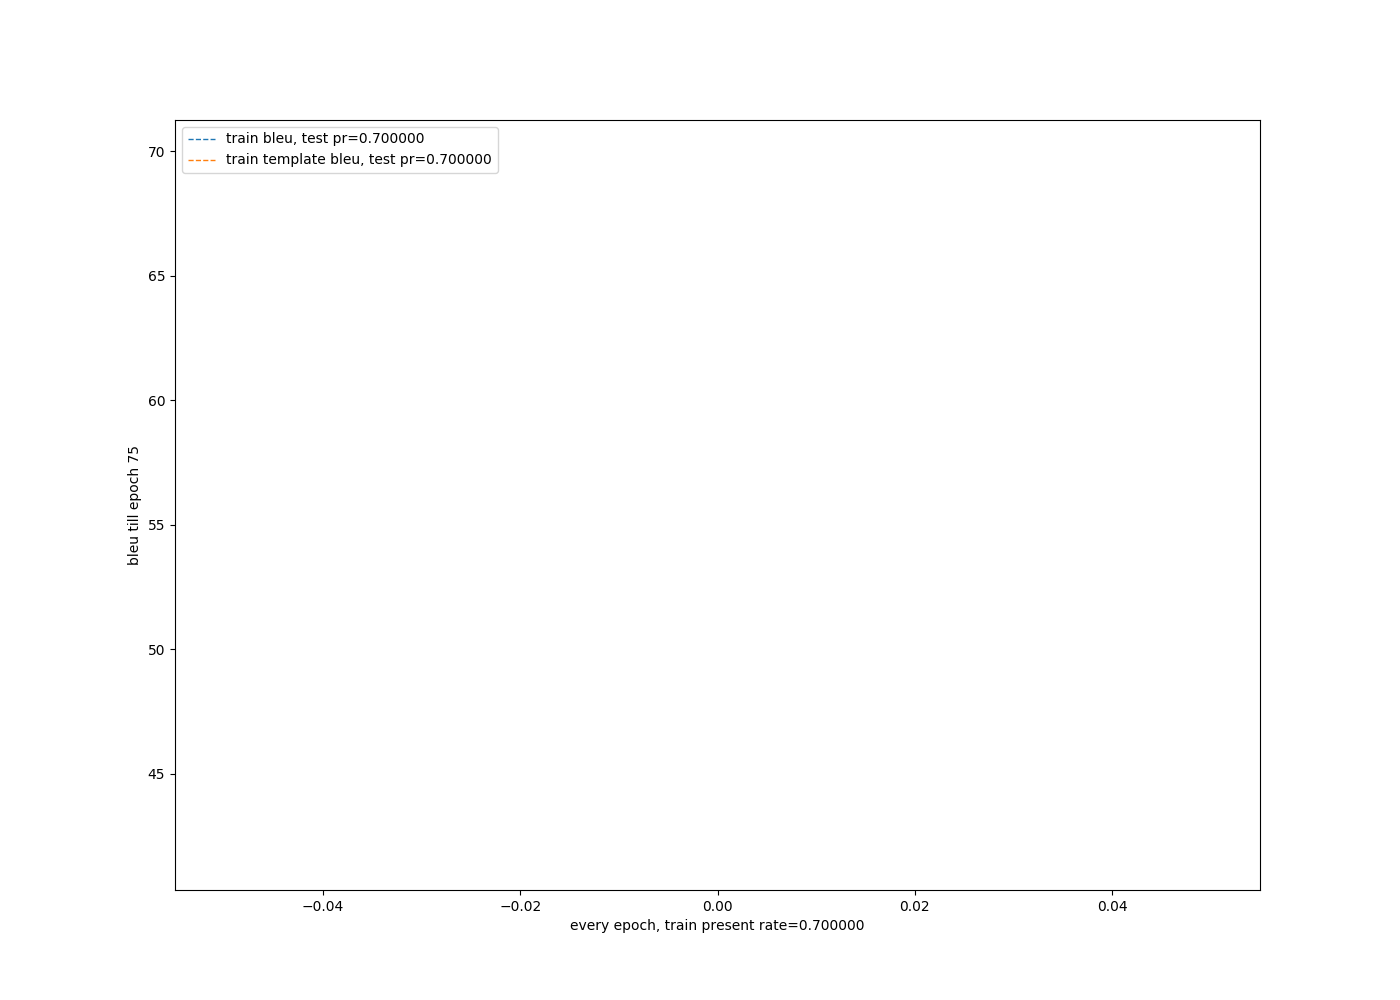 train bleu, test pr=0.700000
train template bleu, test pr=0.700000
70
65
60
55
50
45
bleu till epoch 75
−0.04
−0.02
0.00
0.02
0.04
every epoch, train present rate=0.700000